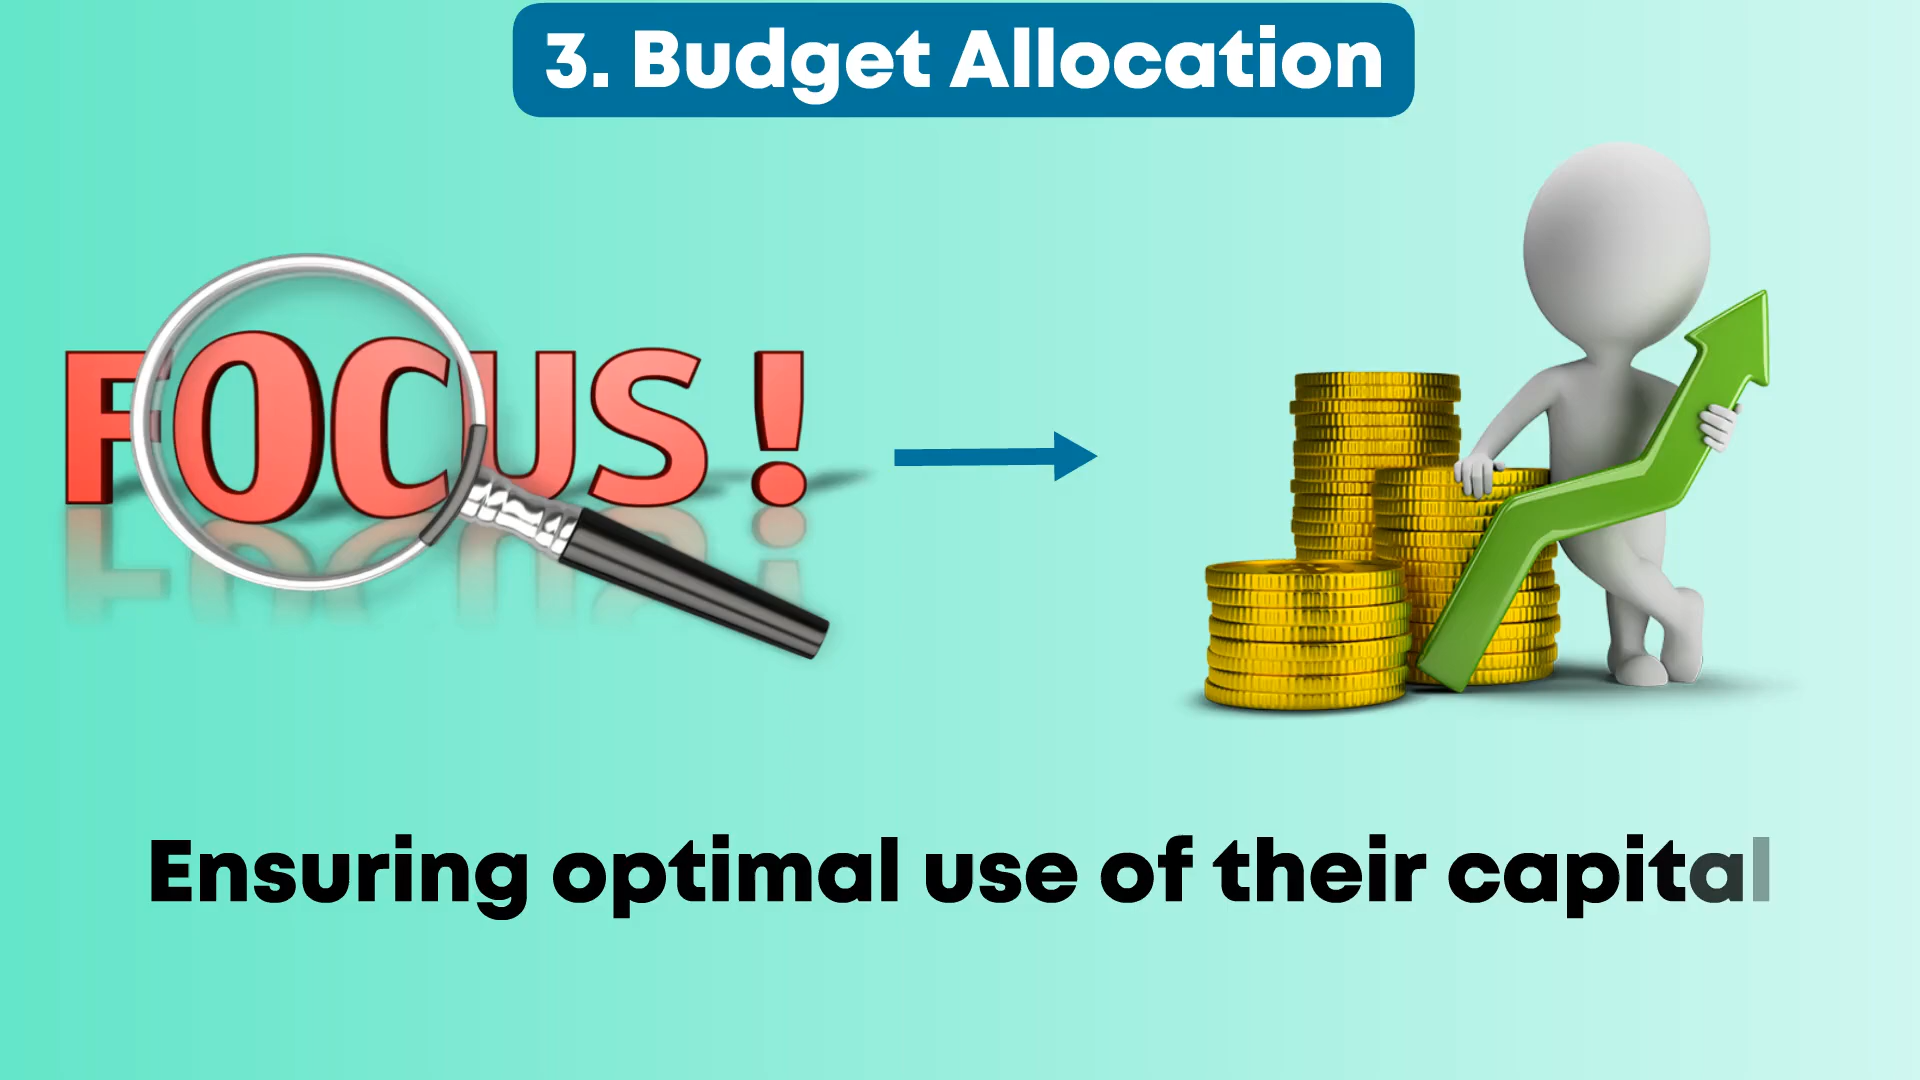 3. Budget Allocation
FOCUS!
Ensuring optimal use of their capital